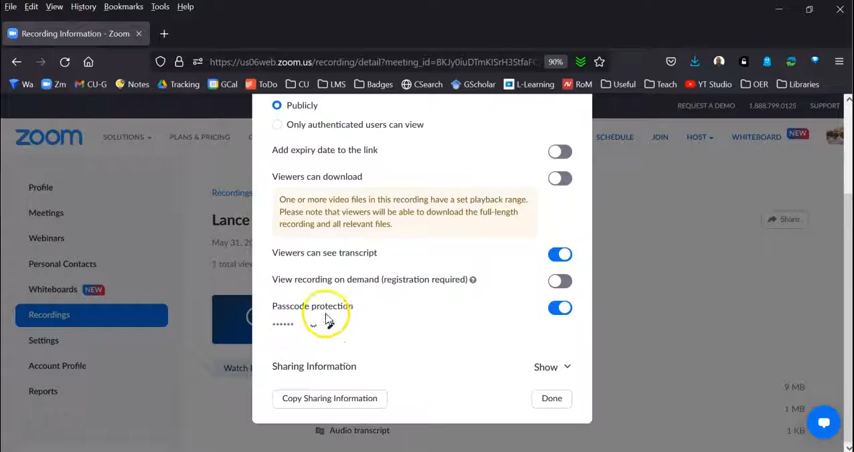 File Edit View History Bookmarks Tools Help
Recording Information - Zoom
https://us06web.zoom.us/recording/detail?meeting_id=8KJy0iuDTmKISrH3StfaF
90%
Wa Zm CU-G Notes Tracking GCal ToDo CU LMS Badges CSearch GScholar L-Learning RoM Useful Teach YT Studio OER Libraries
REQUEST A DEMO 1.888.799.0125 SUPPORT
zoom SOLUTIONS PLANS & PRICING SCHEDULE JOIN HOST WHITEBOARD NEW
Profile
Meetings
Webinars
Personal Contacts
Whiteboards NEW
Recordings
Settings
Account Profile
Reports
Recordings
Lance
May 31, 20
1 total view
Share
Watch
Publicly
Only authenticated users can view
Add expiry date to the link
Viewers can download
One or more video files in this recording have a set playback range.
Please note that viewers will be able to download the full-length
recording and all relevant files.
Viewers can see transcript
View recording on demand (registration required)
Passcode protection
******
Sharing Information Show
Copy Sharing Information Done
9 MB
1 MB
Audio transcript 1 KB